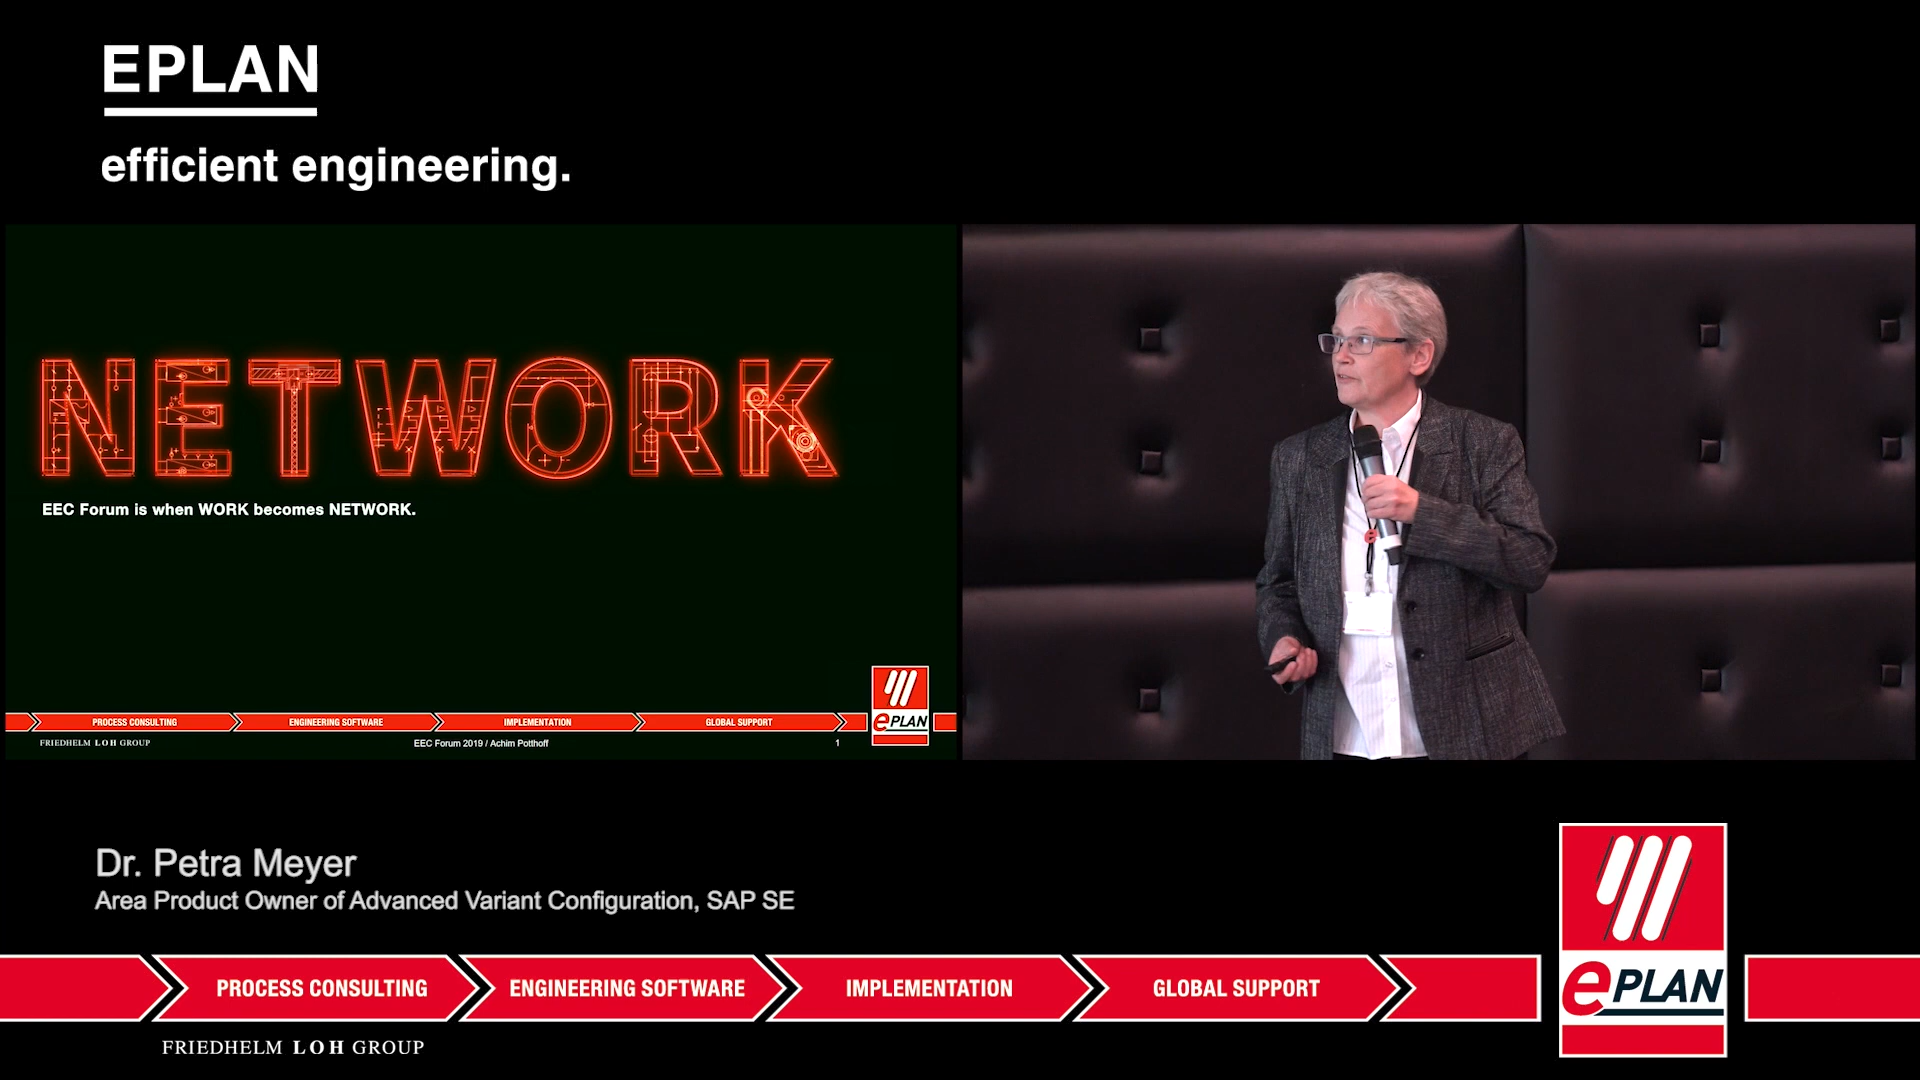 EPLAN
efficient engineering.
NETWORK
EEC Forum is when WORK becomes NETWORK.
PROCESS CONSULTING
ENGINEERING SOFTWARE
IMPLEMENTATION
GLOBAL SUPPORT
ePLAN
FRIEDHELM LOH GROUP
EEC Forum 2019 / Achim Potthoff
1
Dr. Petra Meyer
Area Product Owner of Advanced Variant Configuration, SAP SE
PROCESS CONSULTING
ENGINEERING SOFTWARE
IMPLEMENTATION
GLOBAL SUPPORT
ePLAN
FRIEDHELM LOH GROUP